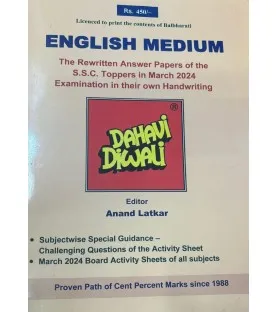 Rs. 450/-
Licenced to print the contents of Balbharati
ENGLISH MEDIUM
The Rewritten Answer Papers of the
S.S.C. Toppers in March 2024
Examination in their own Handwriting
®
DAHAVI
DIWALI
Editor
Anand Latkar
• Subjectwise Special Guidance –
Challenging Questions of the Activity Sheet
• March 2024 Board Activity Sheets of all subjects
Proven Path of Cent Percent Marks since 1988